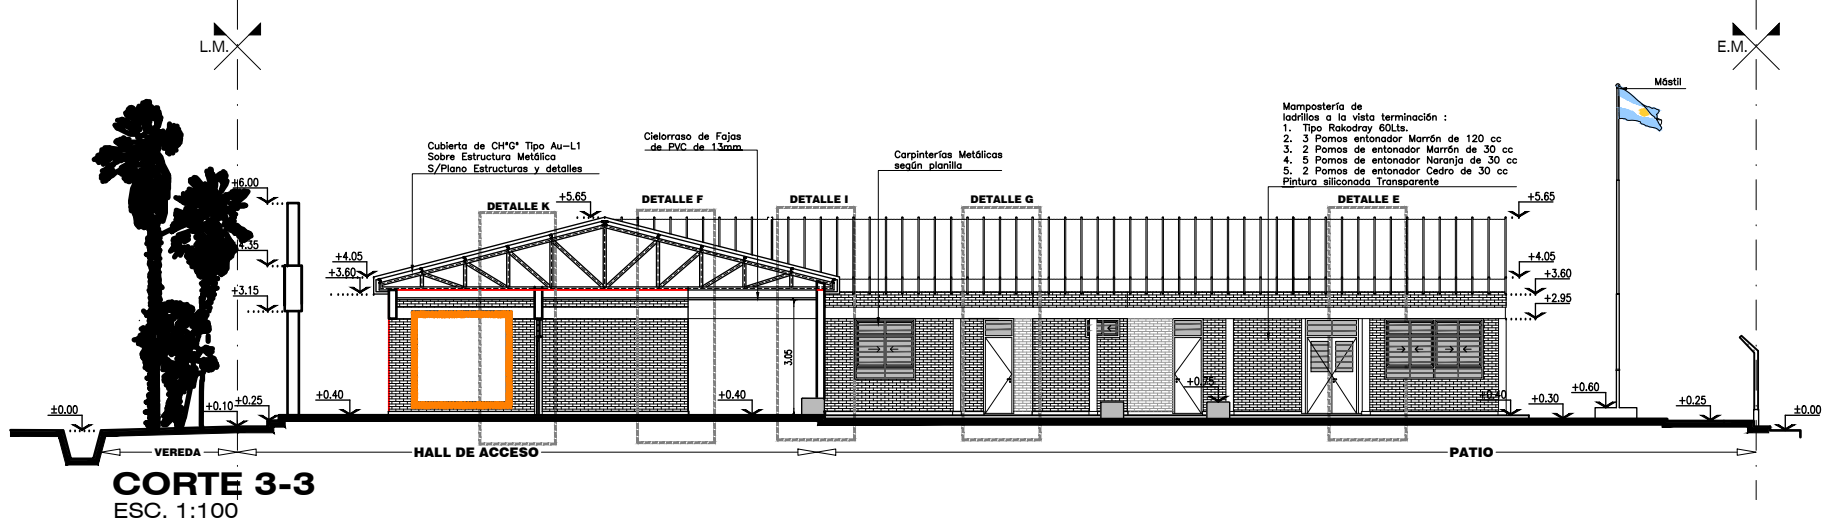 L.M.
E.M.
Mástil
Mampostería de
ladrillos a la vista terminación :
1. Tipo Rakodray 60Lts.
2. 3 Pomos entonador Marrón de 120 cc
3. 2 Pomos de entonador Marrón de 30 cc
4. 5 Pomos de entonador Naranja de 30 cc
5. 2 Pomos de entonador Cedro de 30 cc
Pintura siliconada Transparente
Cubierta de CH°G° Tipo Au-L1
Sobre Estructura Metálica
S/Plano Estructuras y detalles
Cielorraso de Fajas
de PVC de 13mm
Carpinterías Metálicas
según planilla
+6.00
DETALLE K
+5.65
DETALLE F
DETALLE I
DETALLE G
DETALLE E
+5.65
+4.35
+4.05
+3.60
+4.05
+3.60
+3.15
+2.95
3.05
+0.75
±0.00
+0.10
+0.25
+0.40
+0.40
+0.40
+0.30
+0.60
+0.25
±0.00
VEREDA
HALL DE ACCESO
PATIO
CORTE 3-3
ESC. 1:100